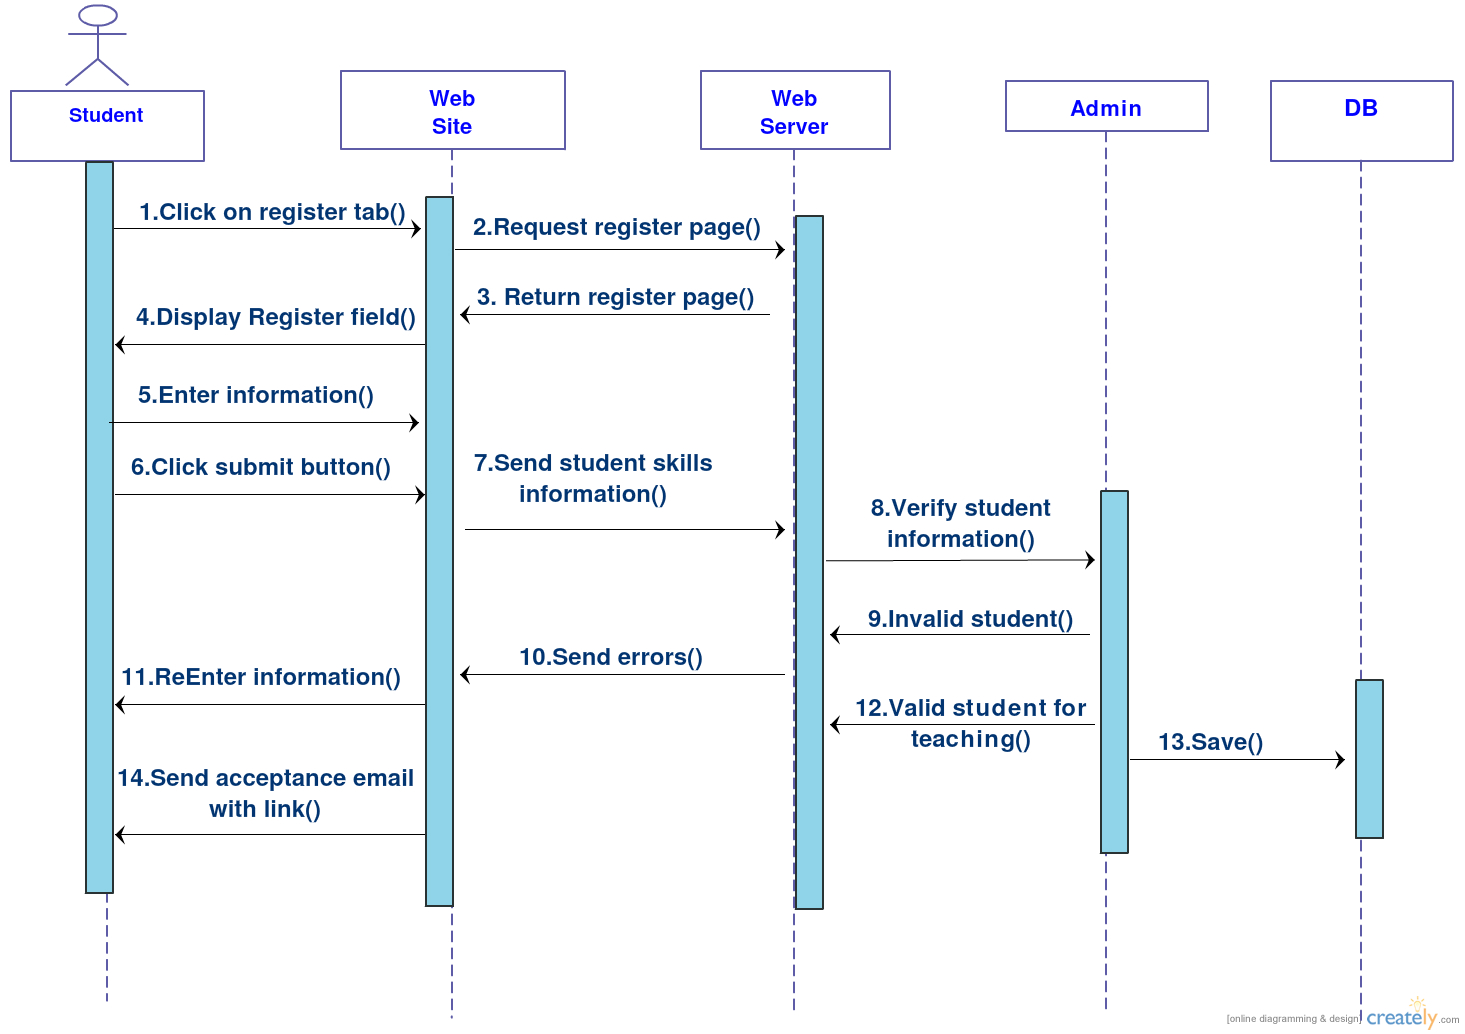 Student
Web
Site
Web
Server
Admin
DB
1.Click on register tab()
2.Request register page()
3. Return register page()
4.Display Register field()
5.Enter information()
6.Click submit button()
7.Send student skills
information()
8.Verify student
information()
9.Invalid student()
10.Send errors()
11.ReEnter information()
12.Valid student for
teaching()
13.Save()
14.Send acceptance email
with link()
[online diagramming & design] creately.com